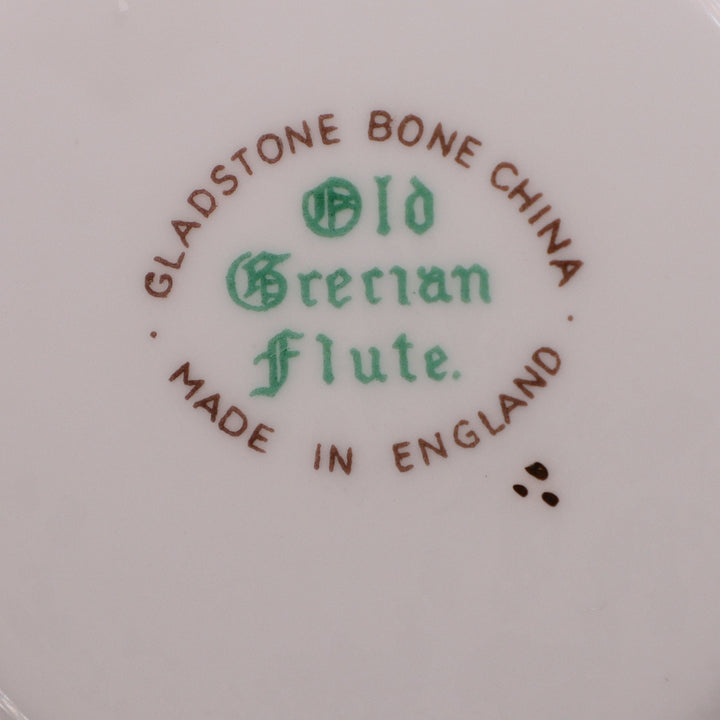 GLADSTONE BONE CHINA
Old
Grecian
Flute.
MADE IN ENGLAND